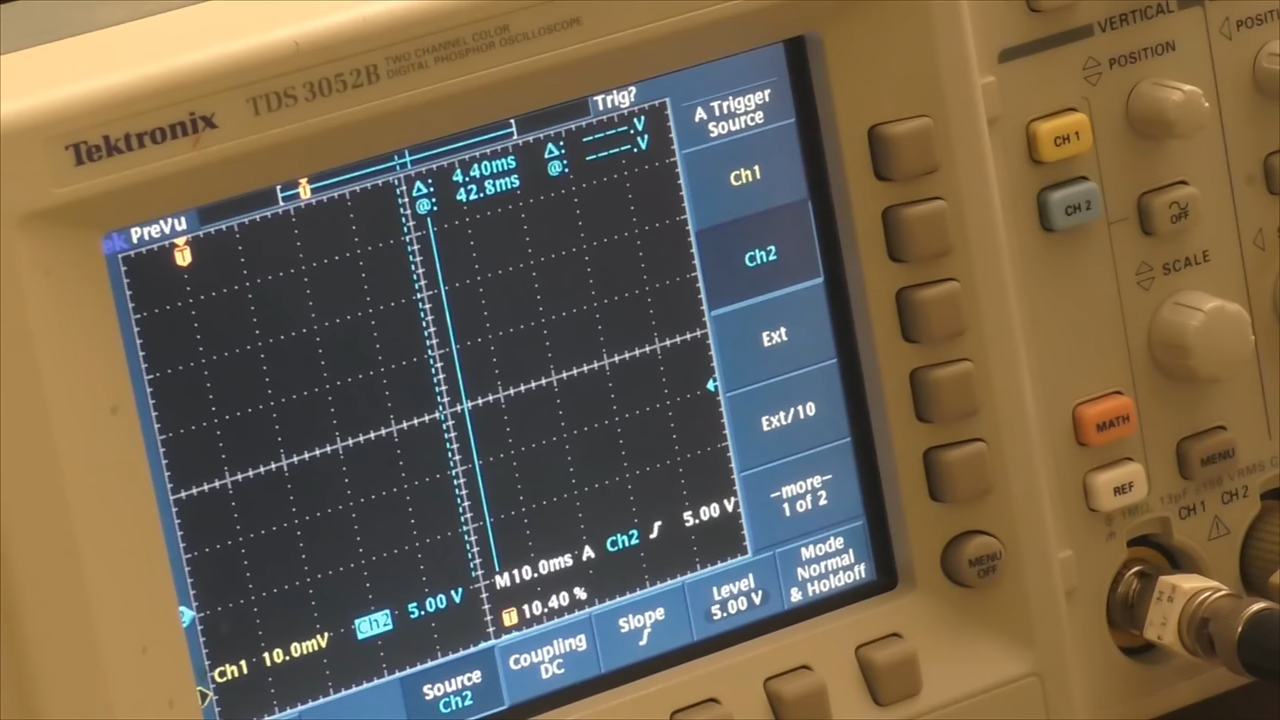 Tektronix
TDS 3052B
TWO CHANNEL COLOR
DIGITAL PHOSPHOR OSCILLOSCOPE
PreVu
Trig?
Δ: 4.40ms
@: 42.8ms
Δ: -----.V
@: -----.V
T
T
A Trigger
Source
Ch1
Ch2
Ext
Ext/10
-more-
1 of 2
Mode
Normal
& Holdoff
Ch1 10.0mV
Ch2 5.00 V
M10.0ms A Ch2 5.00 V
T 10.40 %
Source
Ch2
Coupling
DC
Slope
Level
5.00 V
VERTICAL
POSITION
CH 1
CH 2
OFF
SCALE
MATH
REF
MENU
MENU
OFF
CH 1 CH 2